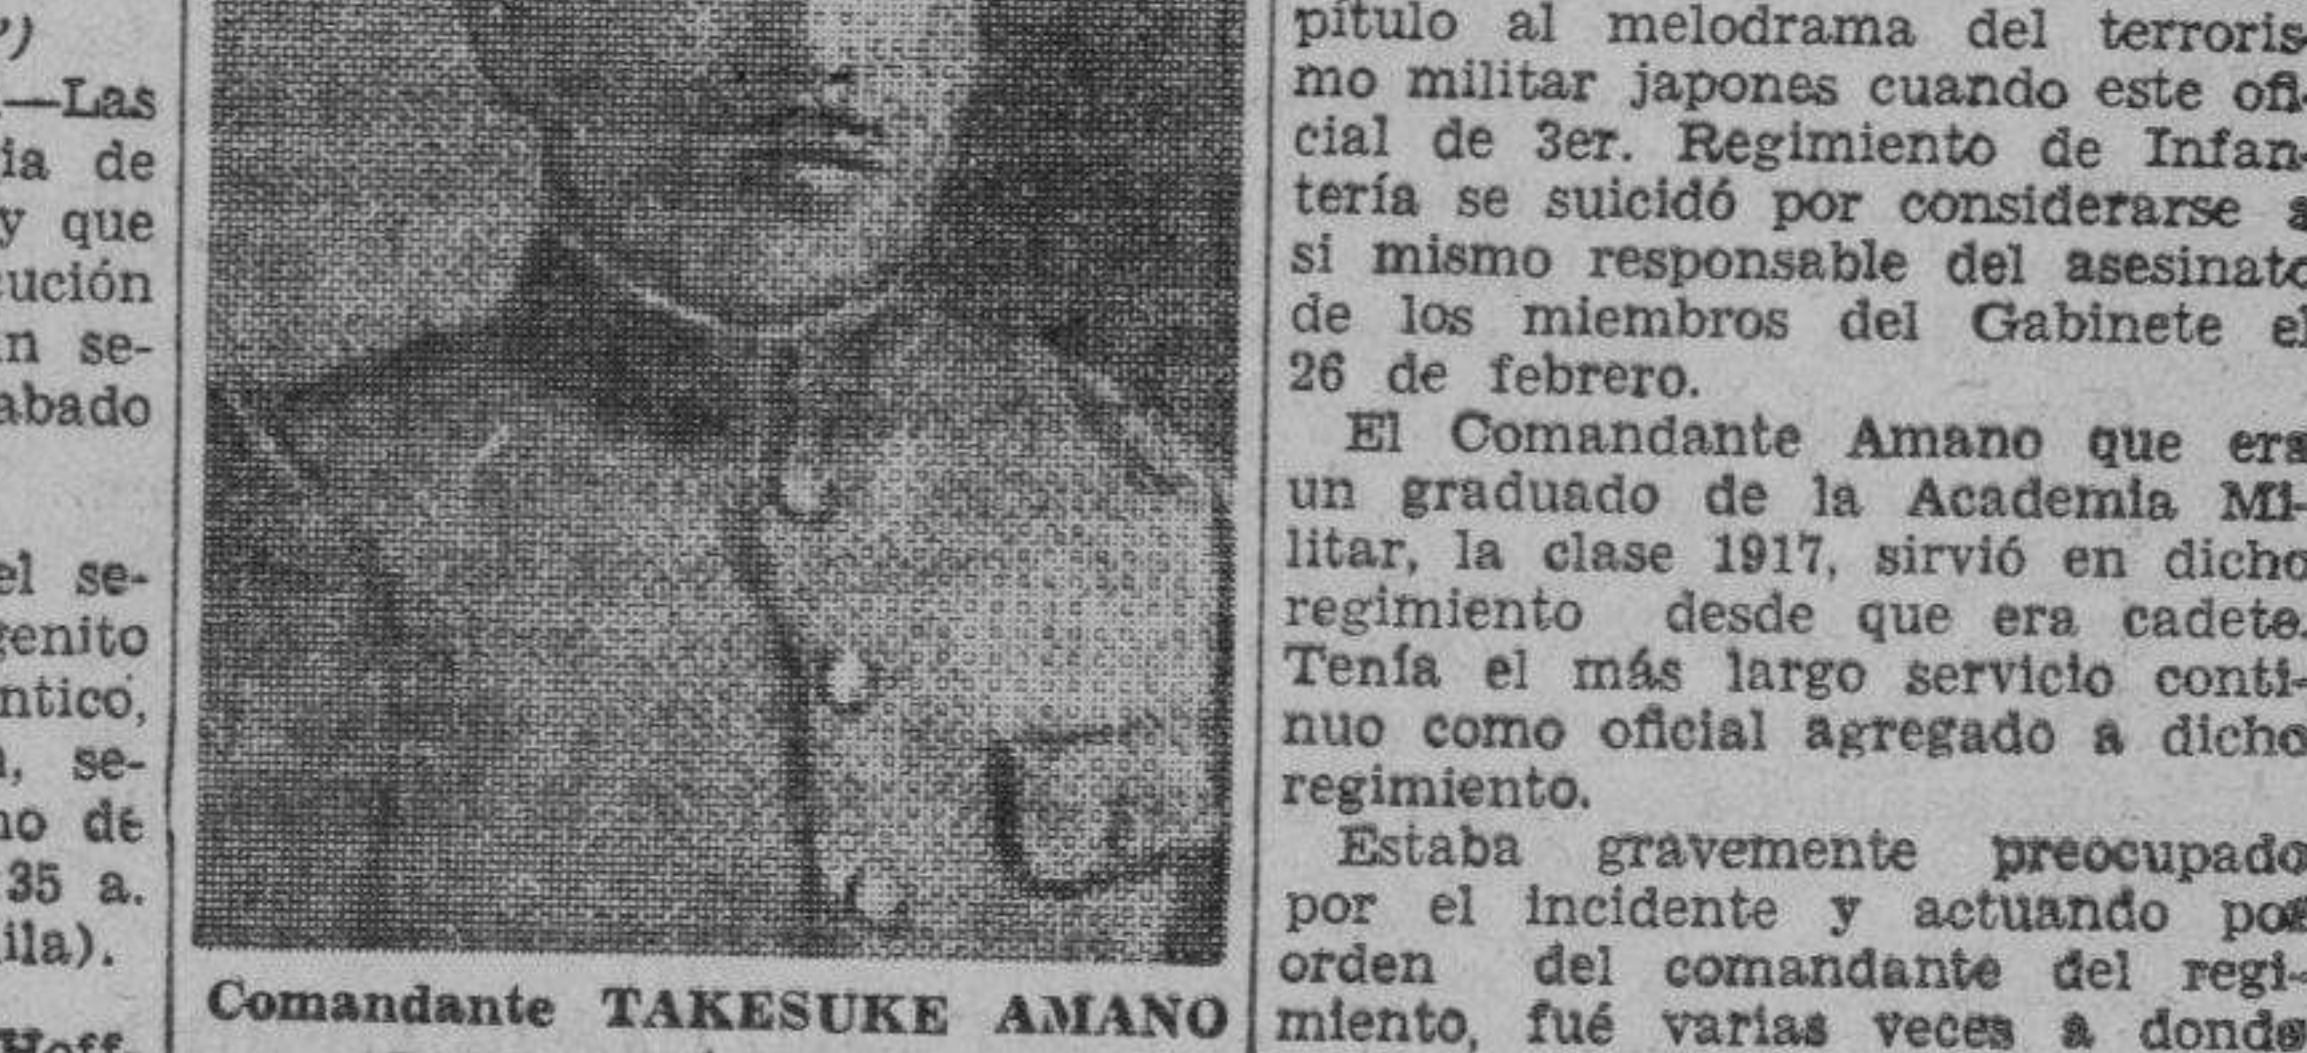 —Las
ia de
y que
cución
n se-
abado
el se-
genito
ntico,
, se-
no de
35 a.
ila).
Hoff-
Comandante TAKESUKE AMANO
pítulo al melodrama del terroris-
mo militar japones cuando este ofi-
cial de 3er. Regimiento de Infan-
tería se suicidó por considerarse a
si mismo responsable del asesinato
de los miembros del Gabinete el
26 de febrero.
El Comandante Amano que era
un graduado de la Academia Mi-
litar, la clase 1917, sirvió en dicho
regimiento desde que era cadete.
Tenía el más largo servicio conti-
nuo como oficial agregado a dicho
regimiento.
Estaba gravemente preocupado
por el incidente y actuando por
orden del comandante del regi-
miento, fué varias veces a donde